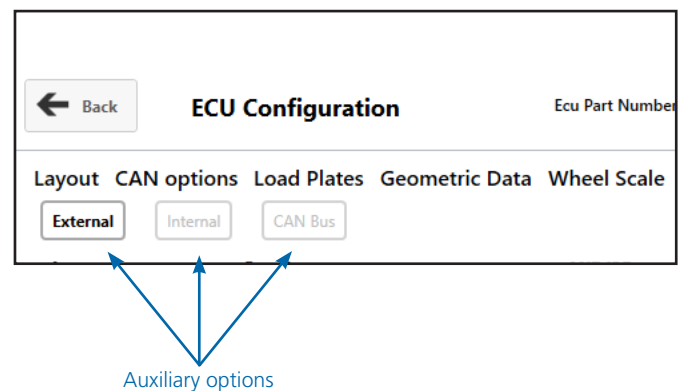 Back ECU Configuration Ecu Part Number
Layout CAN options Load Plates Geometric Data Wheel Scale
External Internal CAN Bus
Auxiliary options